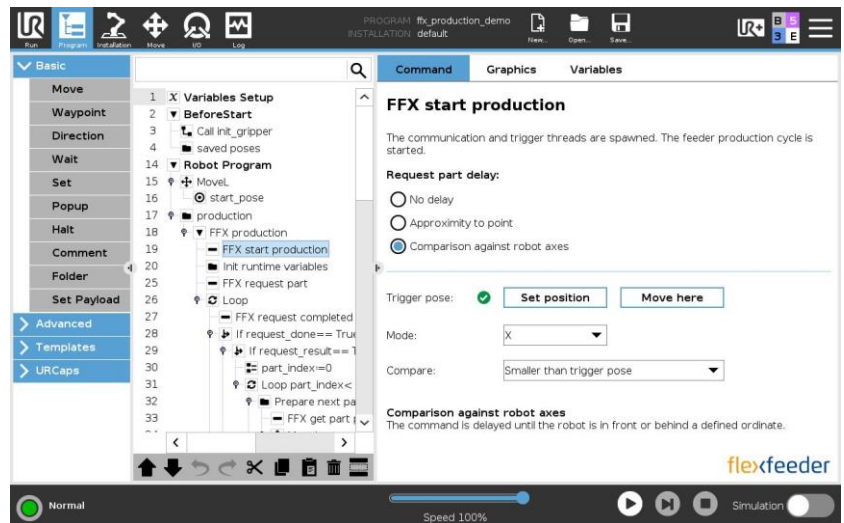 PROGRAM ffx_production_demo
INSTALLATION default
Run Program Installation Move I/O Log New... Open... Save...
UR+ B 5 3 E
Basic
Move
Waypoint
Direction
Wait
Set
Popup
Halt
Comment
Folder
Set Payload
Advanced
Templates
URCaps
1 X Variables Setup
2 BeforeStart
3 Call init_gripper
4 saved poses
14 Robot Program
15 MoveL
16 start_pose
17 production
18 FFX production
19 FFX start production
20 Init runtime variables
25 FFX request part
26 Loop
27 FFX request completed
28 If request_done== True
29 If request_result==
30 part_index:=0
31 Loop part_index<
32 Prepare next pa
33 FFX get part
Command Graphics Variables
FFX start production
The communication and trigger threads are spawned. The feeder production cycle is
started.
Request part delay:
No delay
Approximity to point
Comparison against robot axes
Trigger pose: Set position Move here
Mode: X
Compare: Smaller than trigger pose
Comparison against robot axes
The command is delayed until the robot is in front or behind a defined ordinate.
flexfeeder
Normal
Speed 100%
Simulation